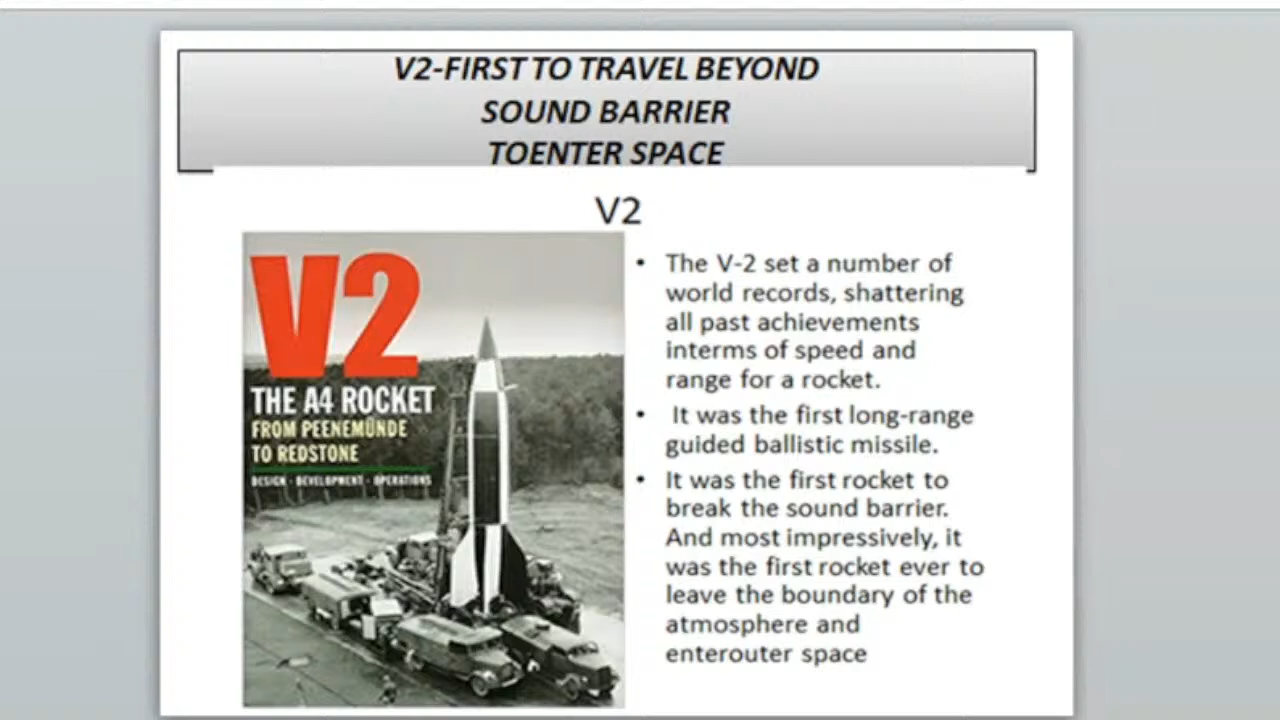 V2-FIRST TO TRAVEL BEYOND
SOUND BARRIER
TOENTER SPACE
V2
V2
THE A4 ROCKET
FROM PEENEMÜNDE
TO REDSTONE
DESIGN · DEVELOPMENT · OPERATIONS
• The V-2 set a number of
world records, shattering
all past achievements
interms of speed and
range for a rocket.
• It was the first long-range
guided ballistic missile.
• It was the first rocket to
break the sound barrier.
And most impressively, it
was the first rocket ever to
leave the boundary of the
atmosphere and
enterouter space